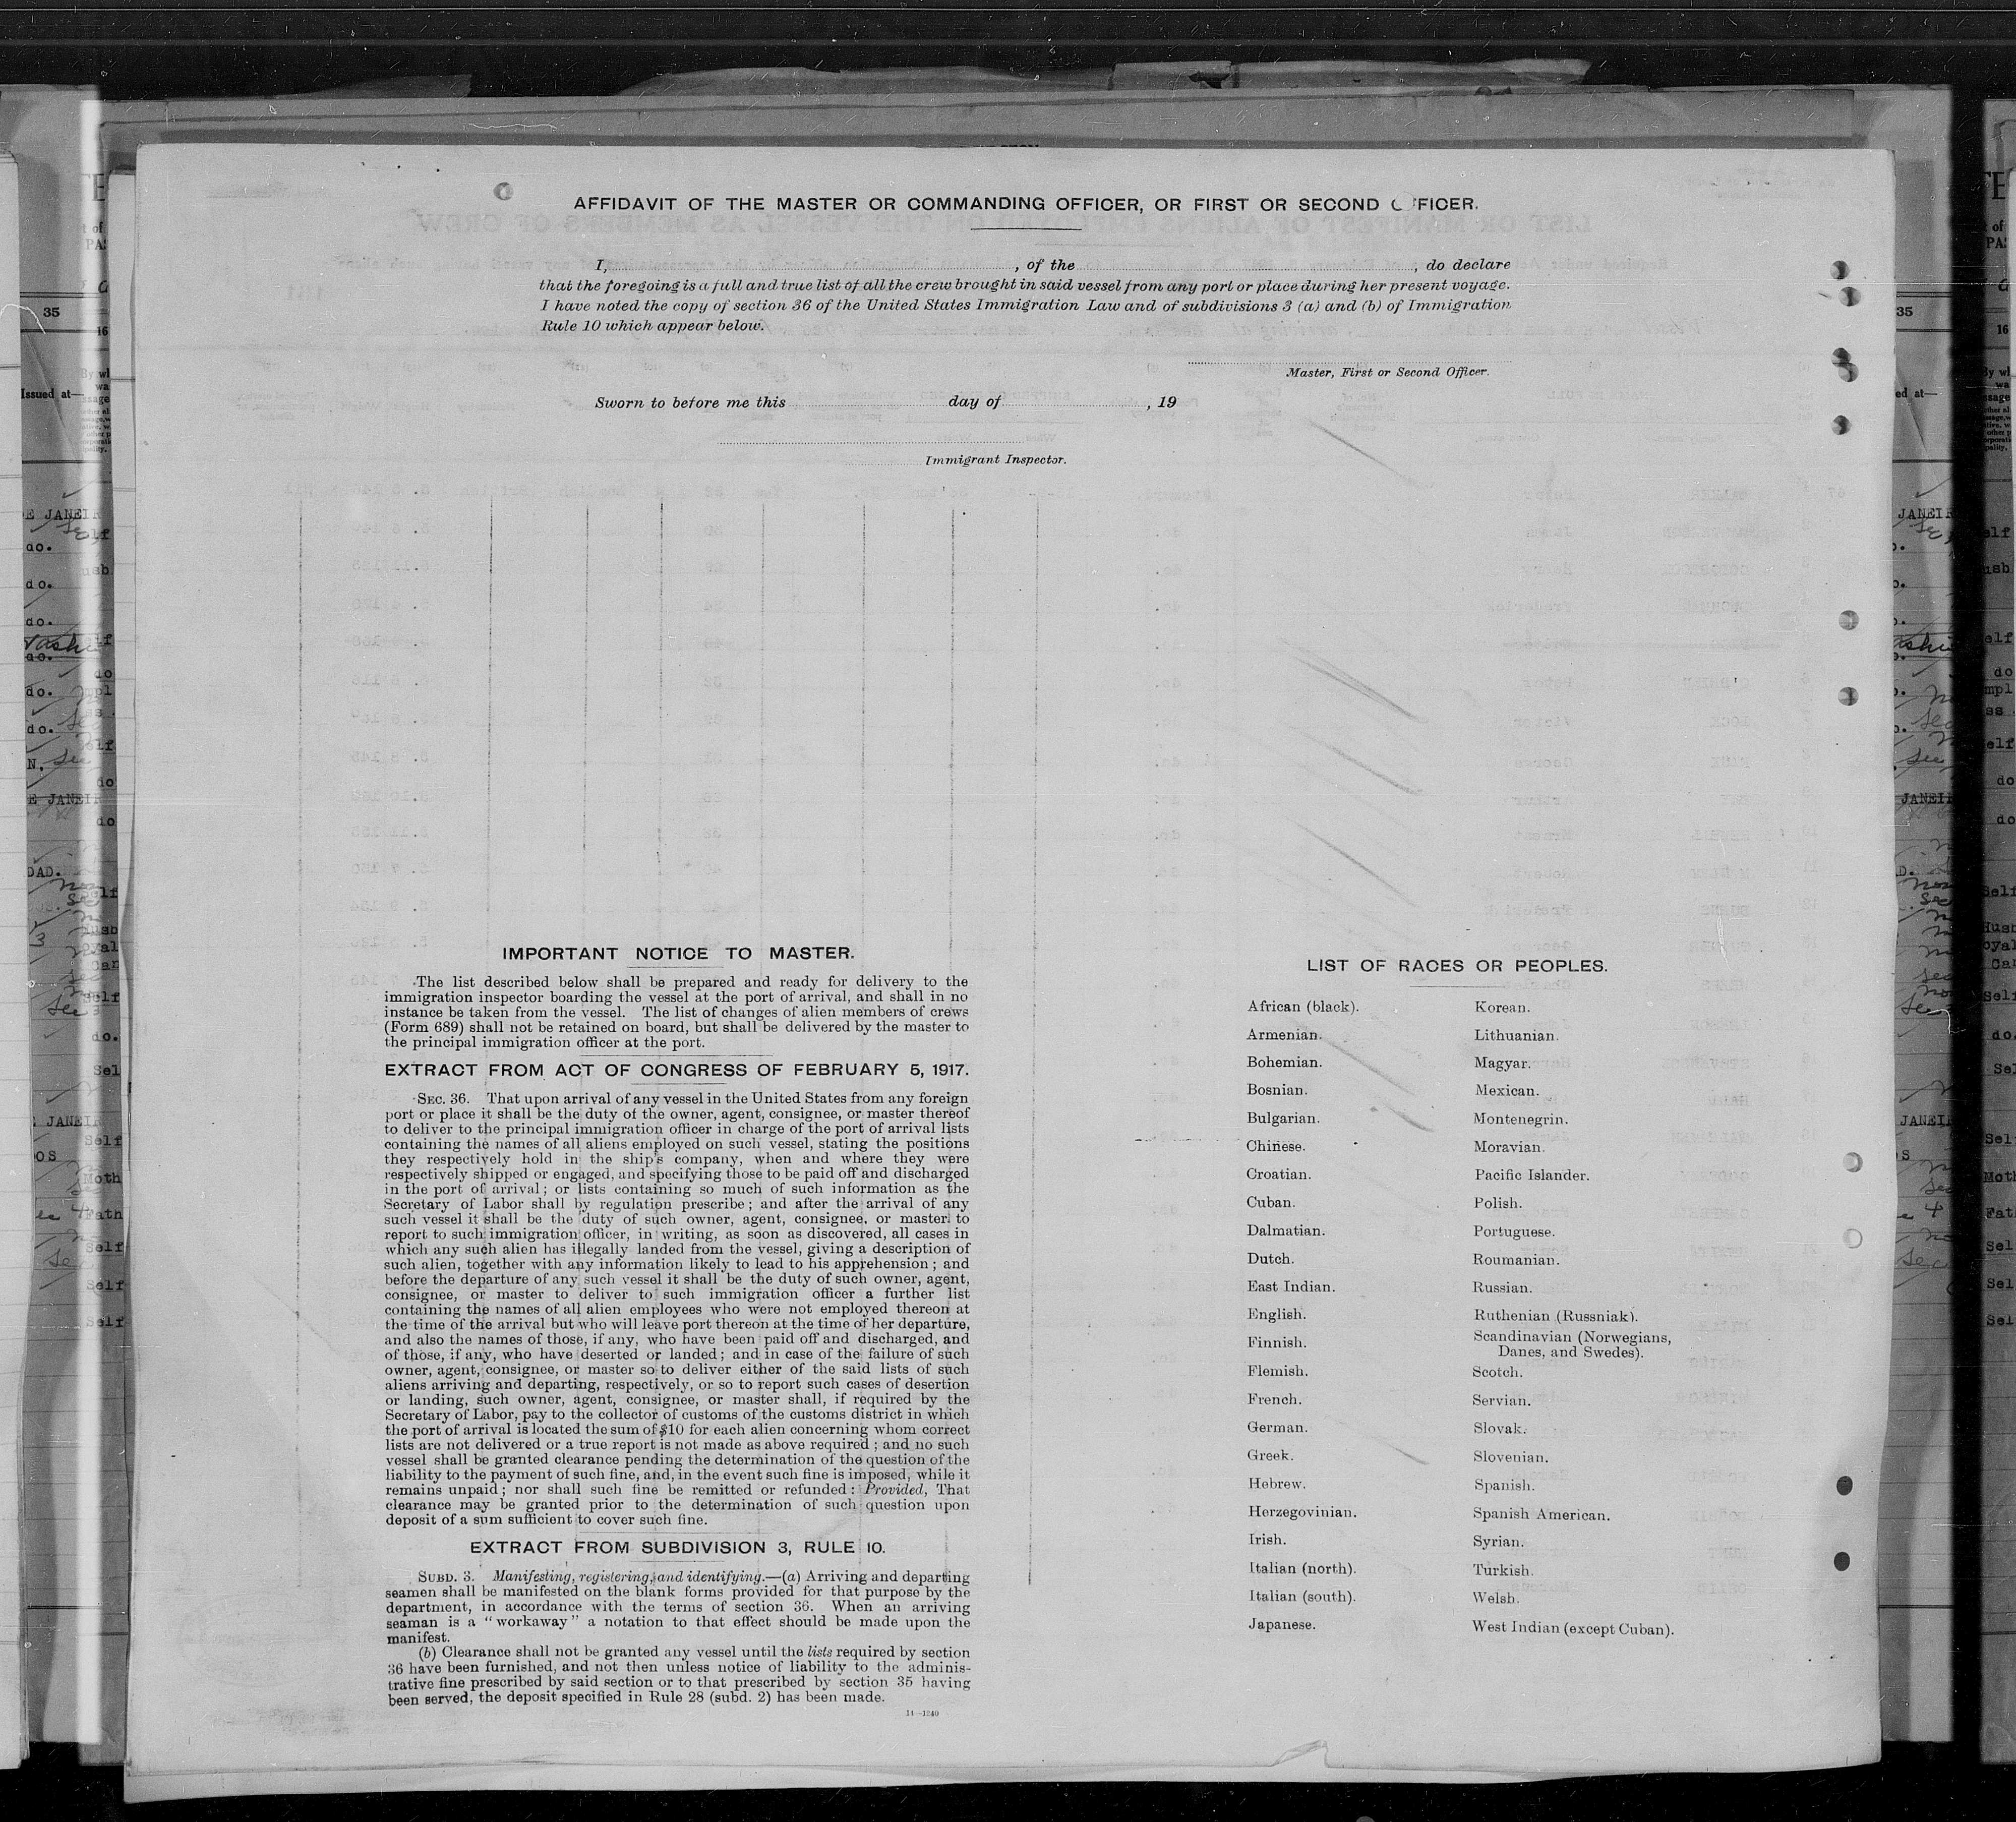 AFFIDAVIT OF THE MASTER OR COMMANDING OFFICER, OR FIRST OR SECOND OFFICER.
I, , of the , do declare
that the foregoing is a full and true list of all the crew brought in said vessel from any port or place during her present voyage.
I have noted the copy of section 36 of the United States Immigration Law and of subdivisions 3 (a) and (b) of Immigration
Rule 10 which appear below.
Master, First or Second Officer.
Sworn to before me this day of , 19
Immigrant Inspector.
IMPORTANT NOTICE TO MASTER.
The list described below shall be prepared and ready for delivery to the
immigration inspector boarding the vessel at the port of arrival, and shall in no
instance be taken from the vessel. The list of changes of alien members of crews
(Form 689) shall not be retained on board, but shall be delivered by the master to
the principal immigration officer at the port.
EXTRACT FROM ACT OF CONGRESS OF FEBRUARY 5, 1917.
SEC. 36. That upon arrival of any vessel in the United States from any foreign
port or place it shall be the duty of the owner, agent, consignee, or master thereof
to deliver to the principal immigration officer in charge of the port of arrival lists
containing the names of all aliens employed on such vessel, stating the positions
they respectively hold in the ship's company, when and where they were
respectively shipped or engaged, and specifying those to be paid off and discharged
in the port of arrival; or lists containing so much of such information as the
Secretary of Labor shall by regulation prescribe; and after the arrival of any
such vessel it shall be the duty of such owner, agent, consignee, or master to
report to such immigration officer, in writing, as soon as discovered, all cases in
which any such alien has illegally landed from the vessel, giving a description of
such alien, together with any information likely to lead to his apprehension; and
before the departure of any such vessel it shall be the duty of such owner, agent,
consignee, or master to deliver to such immigration officer a further list
containing the names of all alien employees who were not employed thereon at
the time of the arrival but who will leave port thereon at the time of her departure,
and also the names of those, if any, who have been paid off and discharged, and
of those, if any, who have deserted or landed; and in case of the failure of such
owner, agent, consignee, or master so to deliver either of the said lists of such
aliens arriving and departing, respectively, or so to report such cases of desertion
or landing, such owner, agent, consignee, or master shall, if required by the
Secretary of Labor, pay to the collector of customs of the customs district in which
the port of arrival is located the sum of $10 for each alien concerning whom correct
lists are not delivered or a true report is not made as above required; and no such
vessel shall be granted clearance pending the determination of the question of the
liability to the payment of such fine, and, in the event such fine is imposed, while it
remains unpaid; nor shall such fine be remitted or refunded: Provided, That
clearance may be granted prior to the determination of such question upon
deposit of a sum sufficient to cover such fine.
EXTRACT FROM SUBDIVISION 3, RULE 10.
SUBD. 3. Manifesting, registering, and identifying.—(a) Arriving and departing
seamen shall be manifested on the blank forms provided for that purpose by the
department, in accordance with the terms of section 36. When an arriving
seaman is a "workaway" a notation to that effect should be made upon the
manifest.
(b) Clearance shall not be granted any vessel until the lists required by section
36 have been furnished, and not then unless notice of liability to the adminis-
trative fine prescribed by said section or to that prescribed by section 35 having
been served, the deposit specified in Rule 28 (subd. 2) has been made.
14—1240
LIST OF RACES OR PEOPLES.
African (black).
Armenian.
Bohemian.
Bosnian.
Bulgarian.
Chinese.
Croatian.
Cuban.
Dalmatian.
Dutch.
East Indian.
English.
Finnish.
Flemish.
French.
German.
Greek.
Hebrew.
Herzegovinian.
Irish.
Italian (north).
Italian (south).
Japanese.
Korean.
Lithuanian.
Magyar.
Mexican.
Montenegrin.
Moravian.
Pacific Islander.
Polish.
Portuguese.
Roumanian.
Russian.
Ruthenian (Russniak).
Scandinavian (Norwegians,
Danes, and Swedes).
Scotch.
Servian.
Slovak.
Slovenian.
Spanish.
Spanish American.
Syrian.
Turkish.
Welsh.
West Indian (except Cuban).